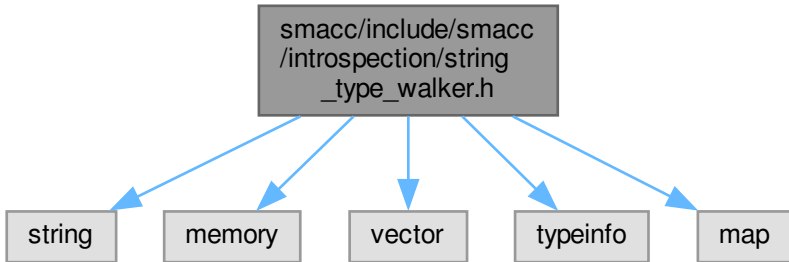 smacc/include/smacc
/introspection/string
_type_walker.h
string
memory
vector
typeinfo
map